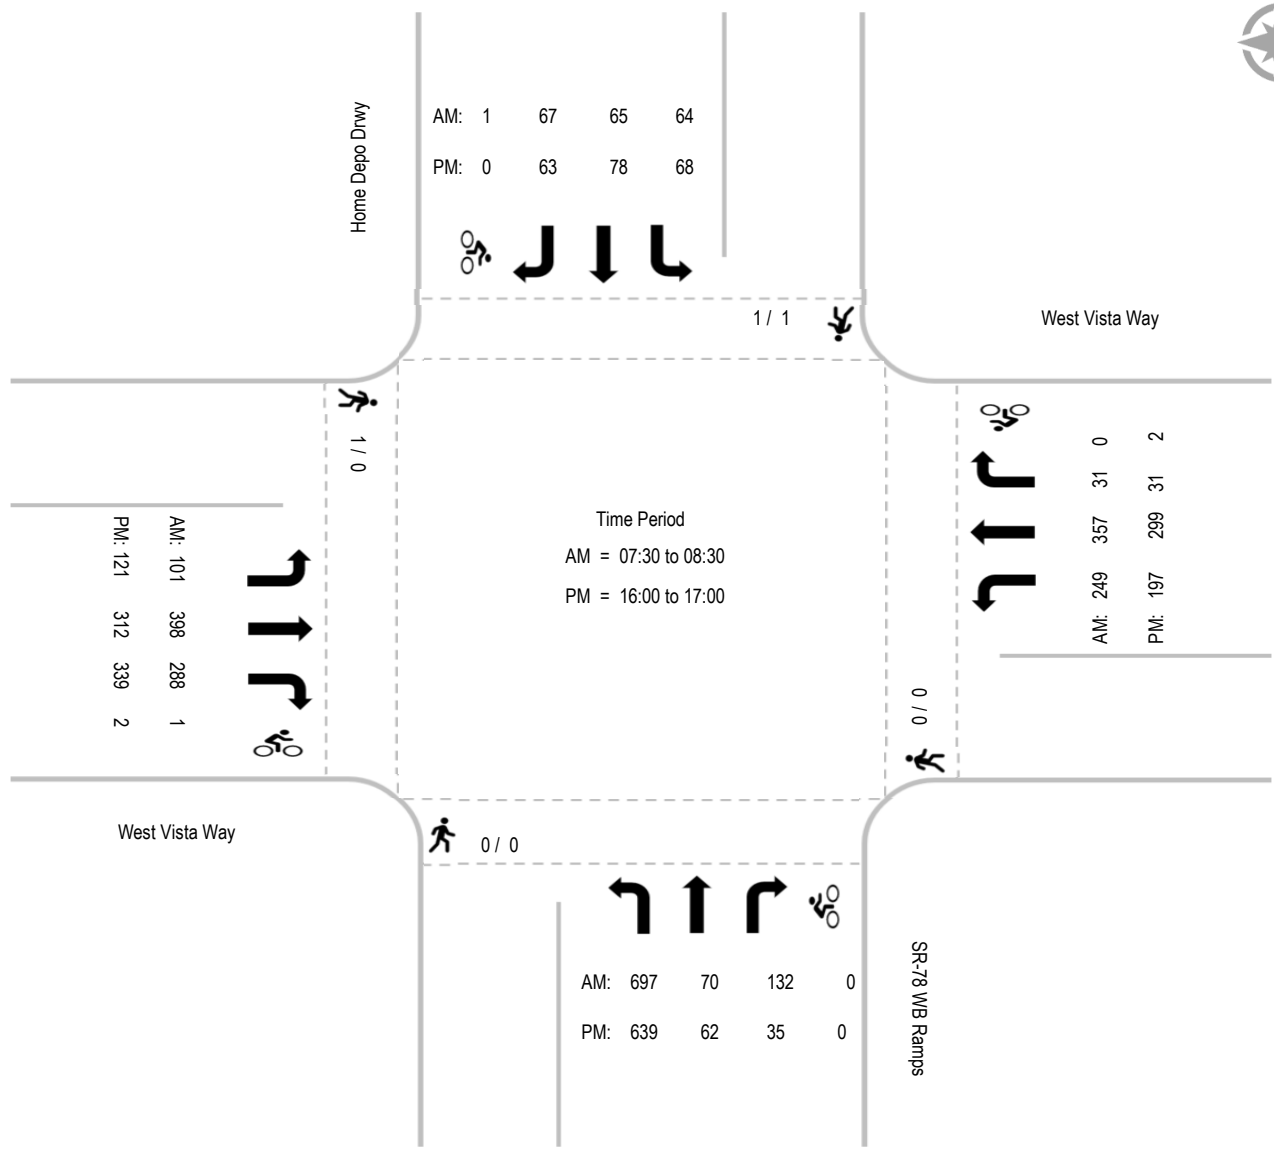 Home Depo Drwy
AM: 1 67 65 64
PM: 0 63 78 68
1 / 1
West Vista Way
1 / 0
AM: 101 398 288 1
PM: 121 312 339 2
Time Period
AM = 07:30 to 08:30
PM = 16:00 to 17:00
AM: 249 357 31 0
PM: 197 299 31 2
0 / 0
West Vista Way
0 / 0
AM: 697 70 132 0
PM: 639 62 35 0
SR-78 WB Ramps